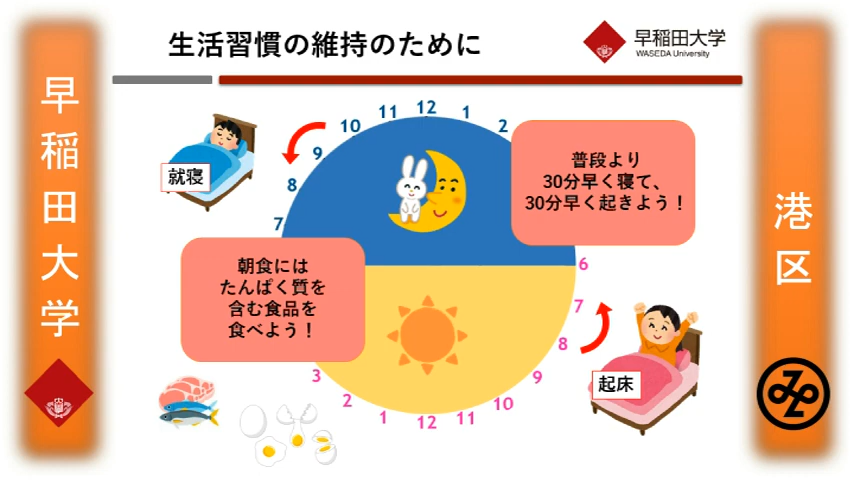 生活習慣の維持のために
早稲田大学
WASEDA University
早稲田大学
港区
11
12
1
2
10
9
8
7
就寝
普段より
30分早く寝て、
30分早く起きよう！
朝食には
たんぱく質を
含む食品を
食べよう！
6
7
8
9
10
11
12
1
2
3
起床